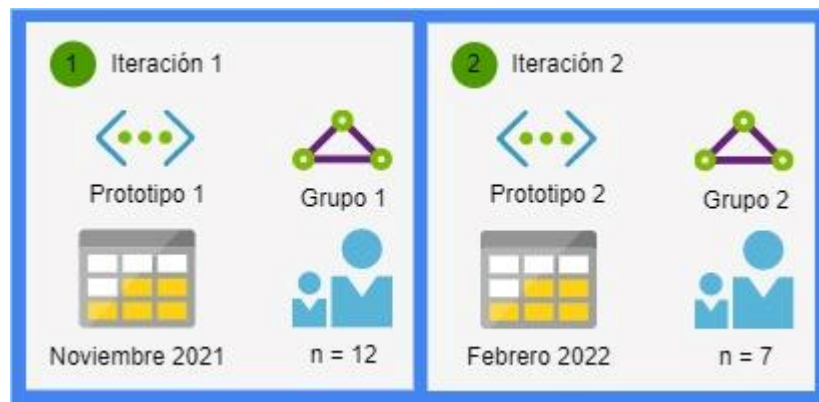 1 Iteración 1
Prototipo 1
Grupo 1
Noviembre 2021
n = 12
2 Iteración 2
Prototipo 2
Grupo 2
Febrero 2022
n = 7